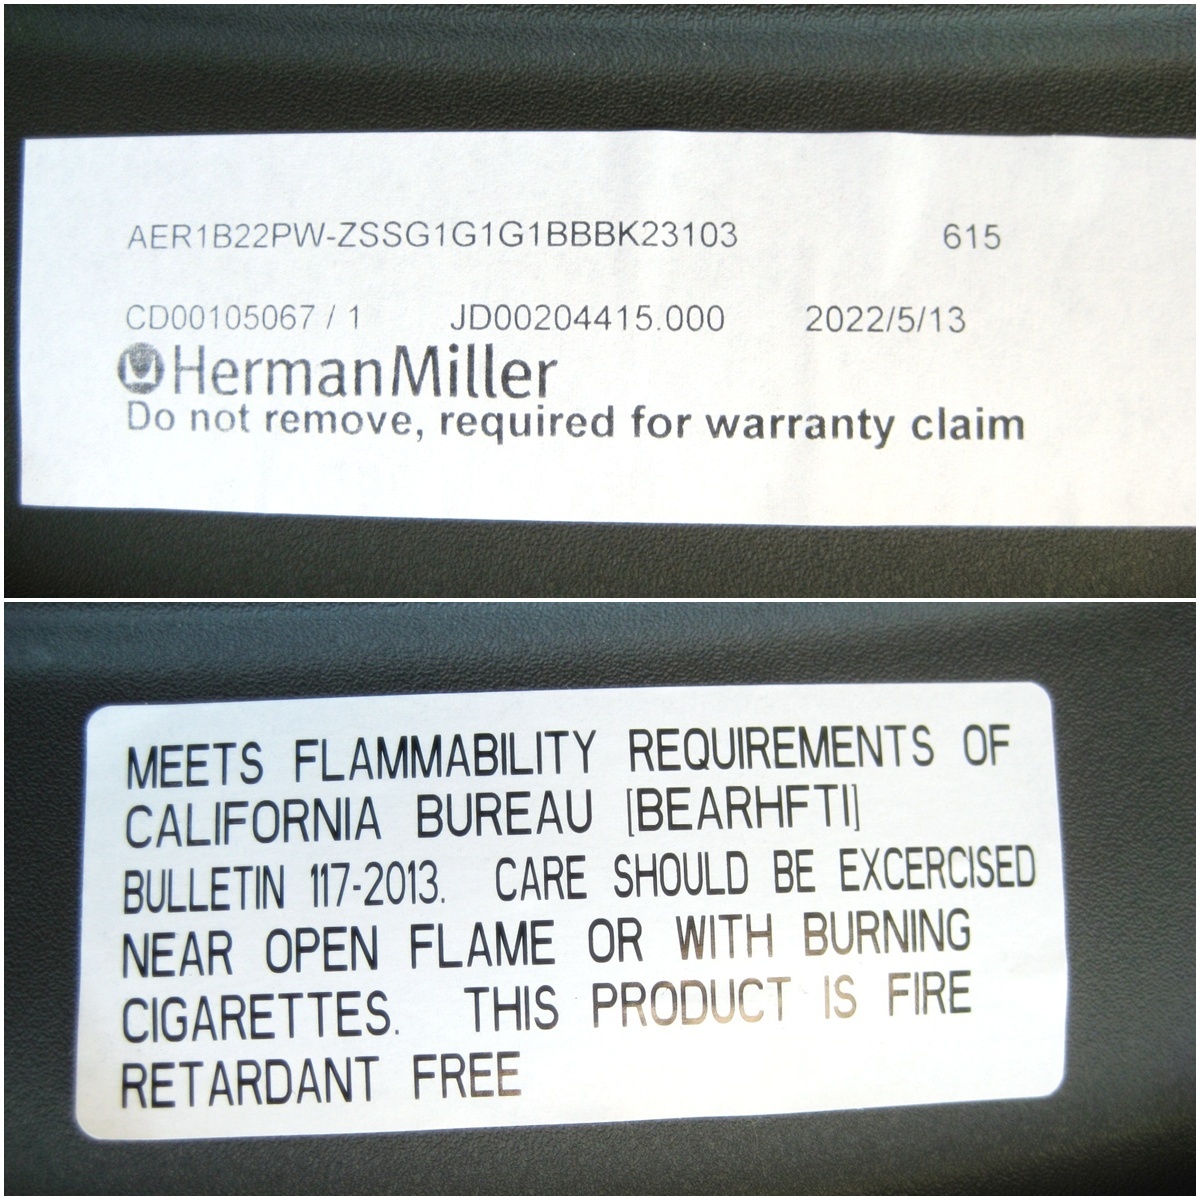 AER1B22PW-ZSSG1G1G1BBBK23103 615
CD00105067 / 1 JD00204415.000 2022/5/13
HermanMiller
Do not remove, required for warranty claim
MEETS FLAMMABILITY REQUIREMENTS OF
CALIFORNIA BUREAU [BEARHFTI]
BULLETIN 117-2013. CARE SHOULD BE EXCERCISED
NEAR OPEN FLAME OR WITH BURNING
CIGARETTES. THIS PRODUCT IS FIRE
RETARDANT FREE